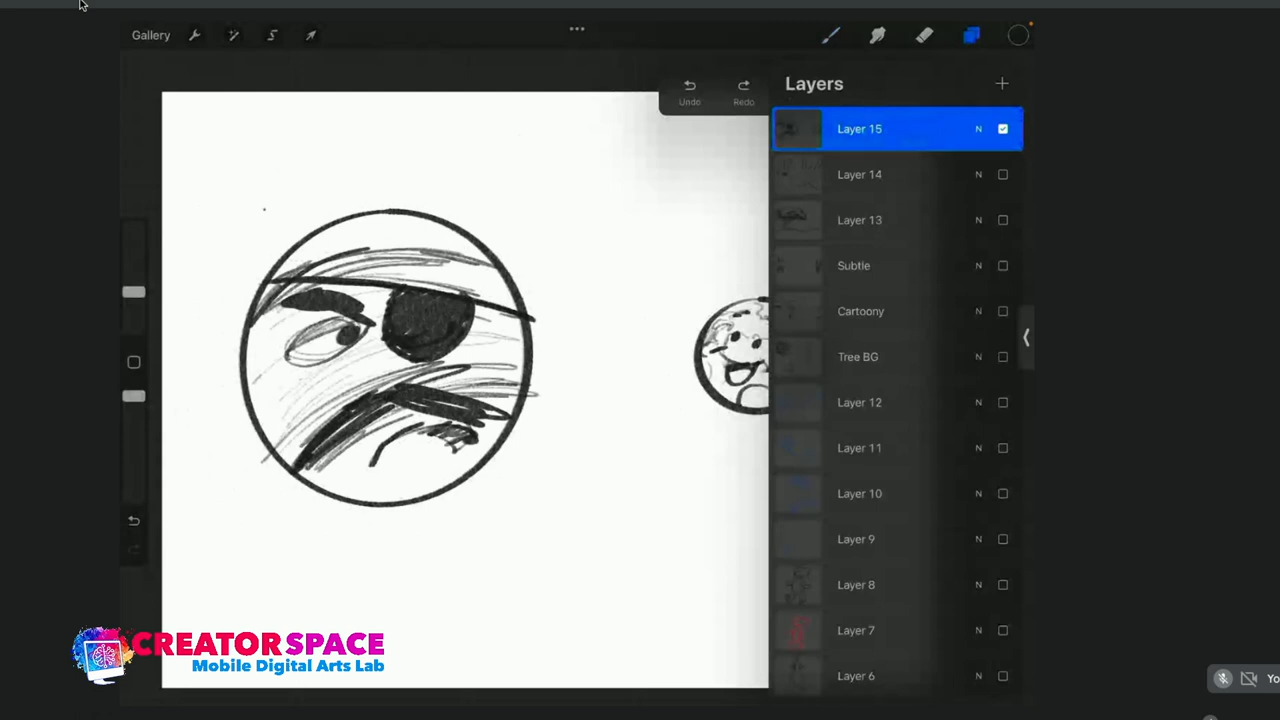 Gallery
Undo Redo
Layers
Layer 15 N
Layer 14 N
Layer 13 N
Subtle N
Cartoony N
Tree BG N
Layer 12 N
Layer 11 N
Layer 10 N
Layer 9 N
Layer 8 N
Layer 7 N
Layer 6 N
CREATOR SPACE
Mobile Digital Arts Lab
Yo